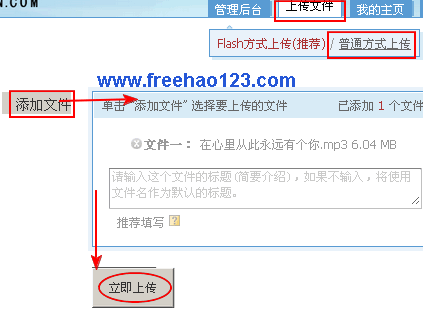 N.COM
管理后台 上传文件 我的主页
Flash方式上传(推荐) / 普通方式上传
www.freehao123.com
添加文件
单击 "添加文件" 选择要上传的文件 已添加 1 个文件
文件一： 在心里从此永远有个你.mp3 6.04 MB
请输入这个文件的标题(简要介绍)，如果不输入，将使
用文件名作为默认的标题。
推荐填写 ?
立即上传